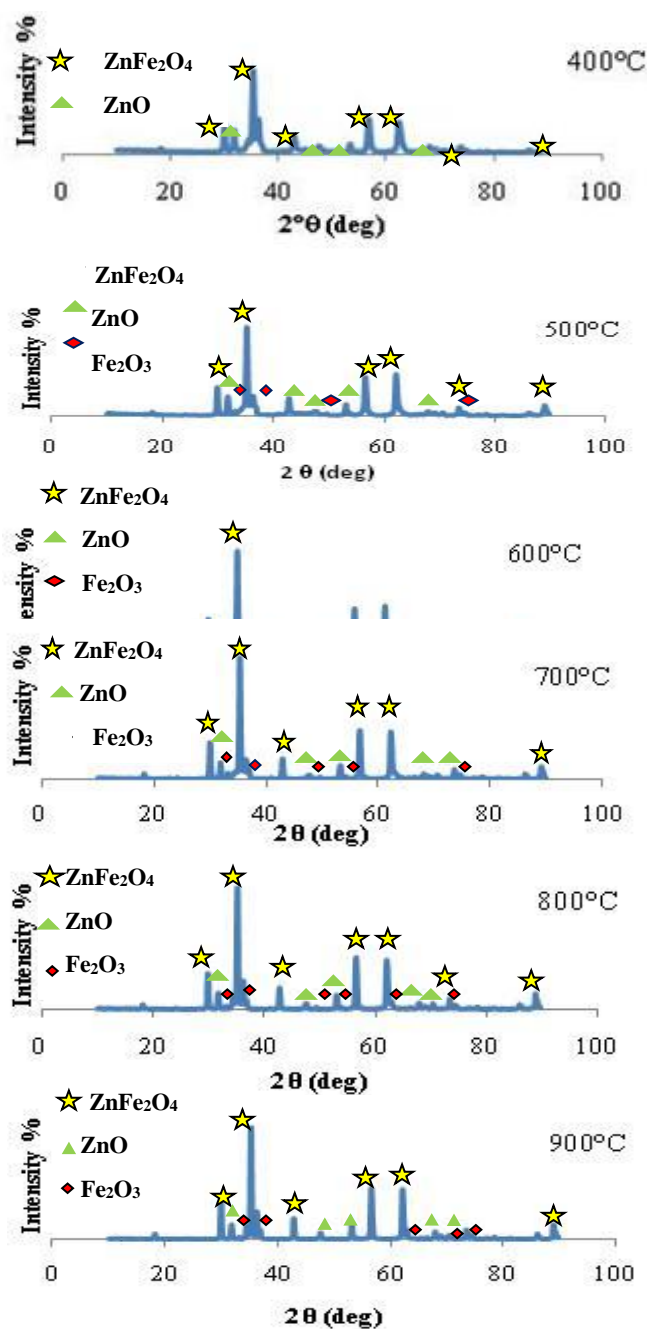 Intensity %
ZnFe₂O₄
ZnO
400°C
0 20 40 60 80 100
2°θ (deg)
Intensity %
ZnFe₂O₄
ZnO
Fe₂O₃
500°C
0 20 40 60 80 100
2 θ (deg)
ensity %
ZnFe₂O₄
ZnO
Fe₂O₃
600°C
Intensity %
ZnFe₂O₄
ZnO
Fe₂O₃
700°C
0 20 40 60 80 100
2θ (deg)
Intensity %
ZnFe₂O₄
ZnO
Fe₂O₃
800°C
0 20 40 60 80 100
2θ (deg)
Intensity %
ZnFe₂O₄
ZnO
Fe₂O₃
900°C
0 20 40 60 80 100
2θ (deg)